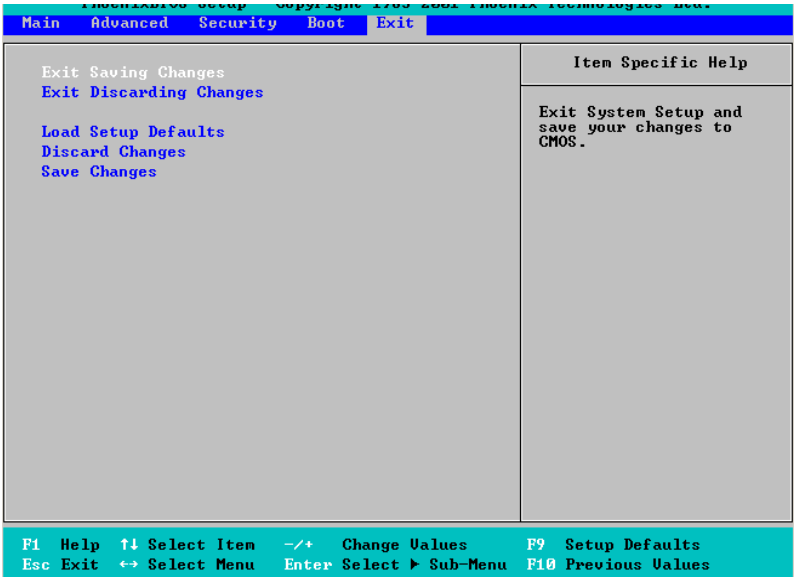 Main Advanced Security Boot Exit
Exit Saving Changes
Exit Discarding Changes
Load Setup Defaults
Discard Changes
Save Changes
Item Specific Help
Exit System Setup and
save your changes to
CMOS.
F1 Help ↑↓ Select Item -/+ Change Values F9 Setup Defaults
Esc Exit ↔ Select Menu Enter Select ▶ Sub-Menu F10 Previous Values